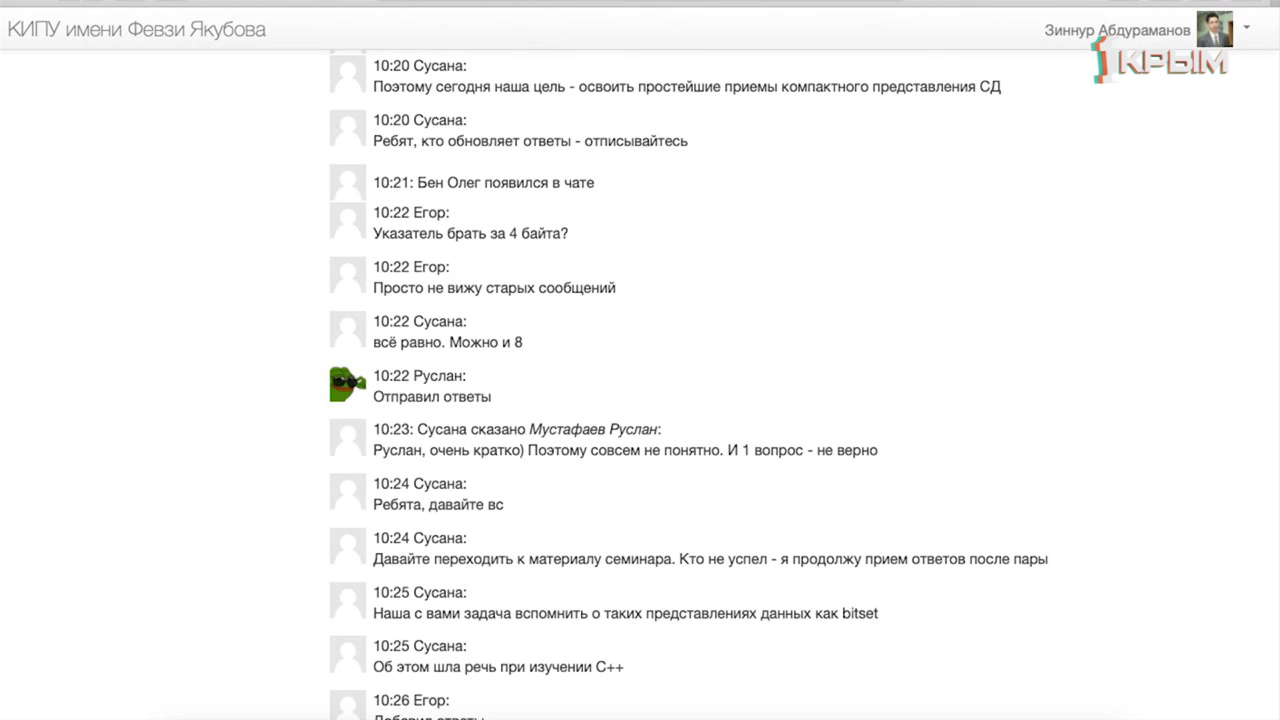 КИПУ имени Февзи Якубова
Зиннур Абдураманов
1 КРЫМ
10:20 Сусана:
Поэтому сегодня наша цель - освоить простейшие приемы компактного представления СД
10:20 Сусана:
Ребят, кто обновляет ответы - отписывайтесь
10:21: Бен Олег появился в чате
10:22 Егор:
Указатель брать за 4 байта?
10:22 Егор:
Просто не вижу старых сообщений
10:22 Сусана:
всё равно. Можно и 8
10:22 Руслан:
Отправил ответы
10:23: Сусана сказано Мустафаев Руслан:
Руслан, очень кратко) Поэтому совсем не понятно. И 1 вопрос - не верно
10:24 Сусана:
Ребята, давайте вс
10:24 Сусана:
Давайте переходить к материалу семинара. Кто не успел - я продолжу прием ответов после пары
10:25 Сусана:
Наша с вами задача вспомнить о таких представлениях данных как bitset
10:25 Сусана:
Об этом шла речь при изучении С++
10:26 Егор:
Добавил ответы